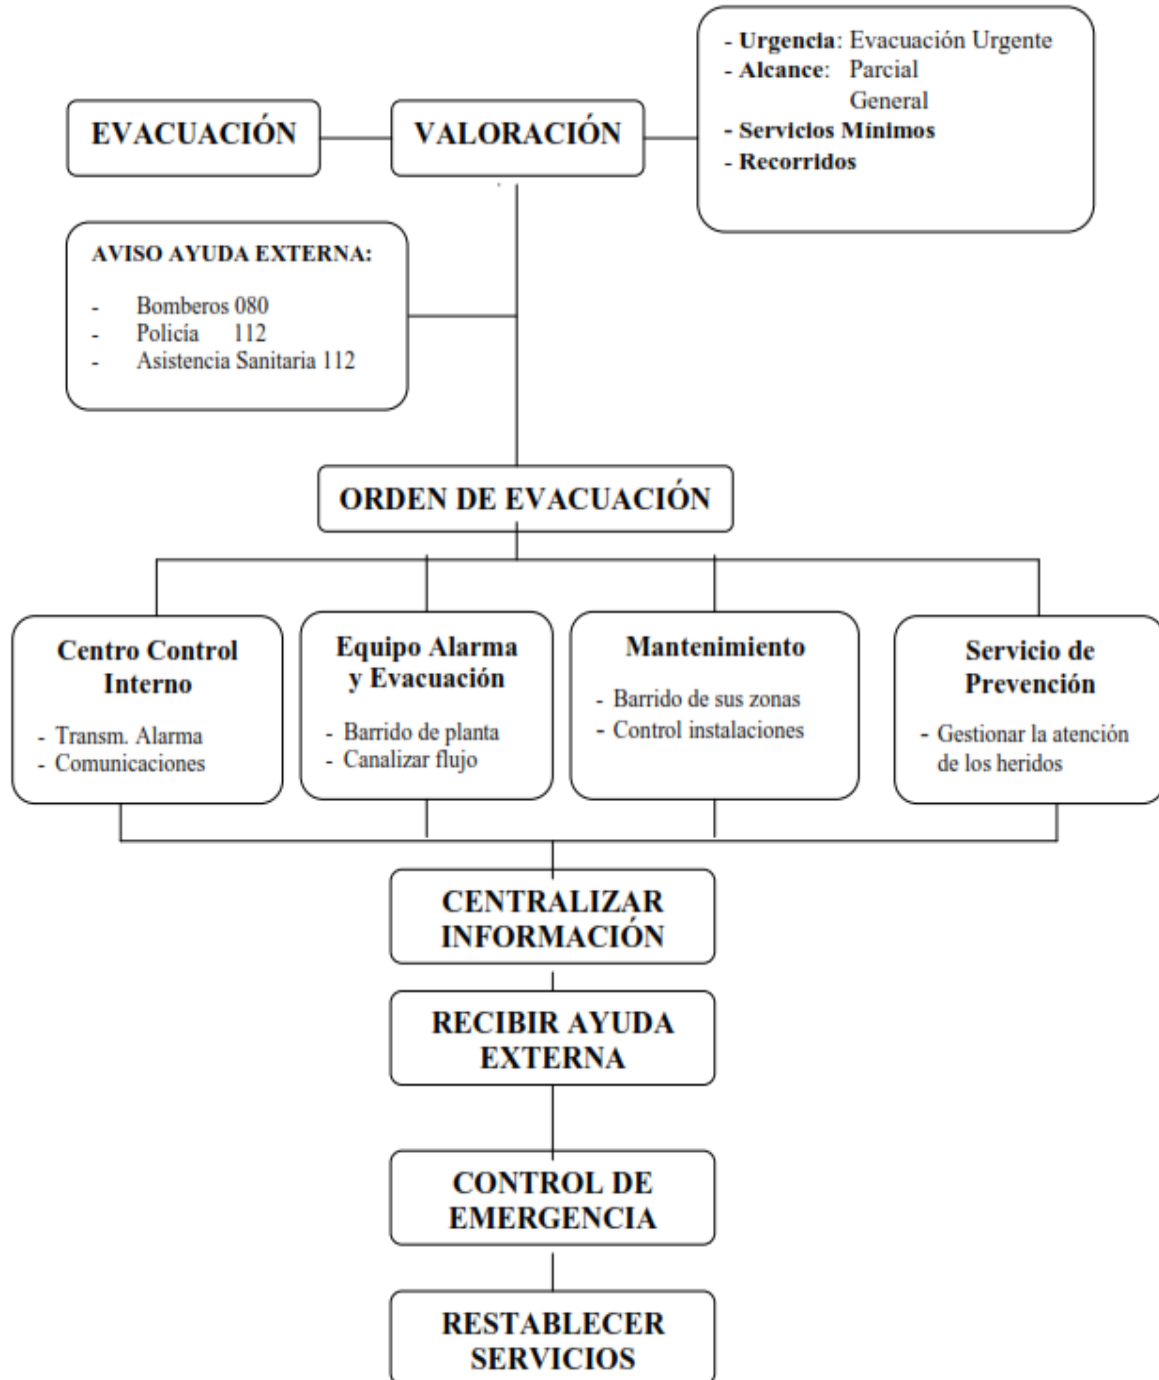 - Urgencia: Evacuación Urgente
- Alcance: Parcial
General
- Servicios Mínimos
- Recorridos
EVACUACIÓN
VALORACIÓN
AVISO AYUDA EXTERNA:
- Bomberos 080
- Policía 112
- Asistencia Sanitaria 112
ORDEN DE EVACUACIÓN
Centro Control
Interno
- Transm. Alarma
- Comunicaciones
Equipo Alarma
y Evacuación
- Barrido de planta
- Canalizar flujo
Mantenimiento
- Barrido de sus zonas
- Control instalaciones
Servicio de
Prevención
- Gestionar la atención
de los heridos
CENTRALIZAR
INFORMACIÓN
RECIBIR AYUDA
EXTERNA
CONTROL DE
EMERGENCIA
RESTABLECER
SERVICIOS